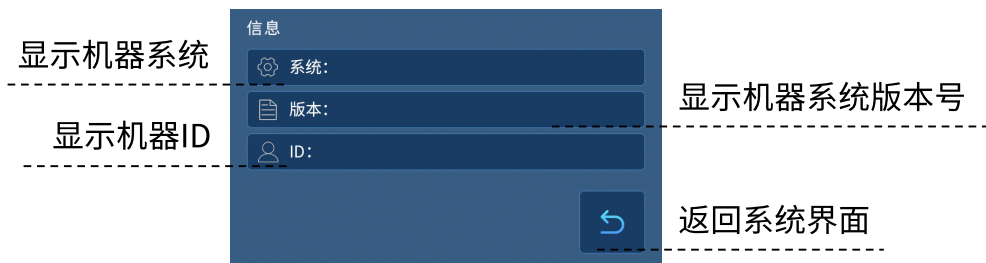 信息
显示机器系统
系统：
显示机器系统版本号
版本：
显示机器ID
ID：
返回系统界面